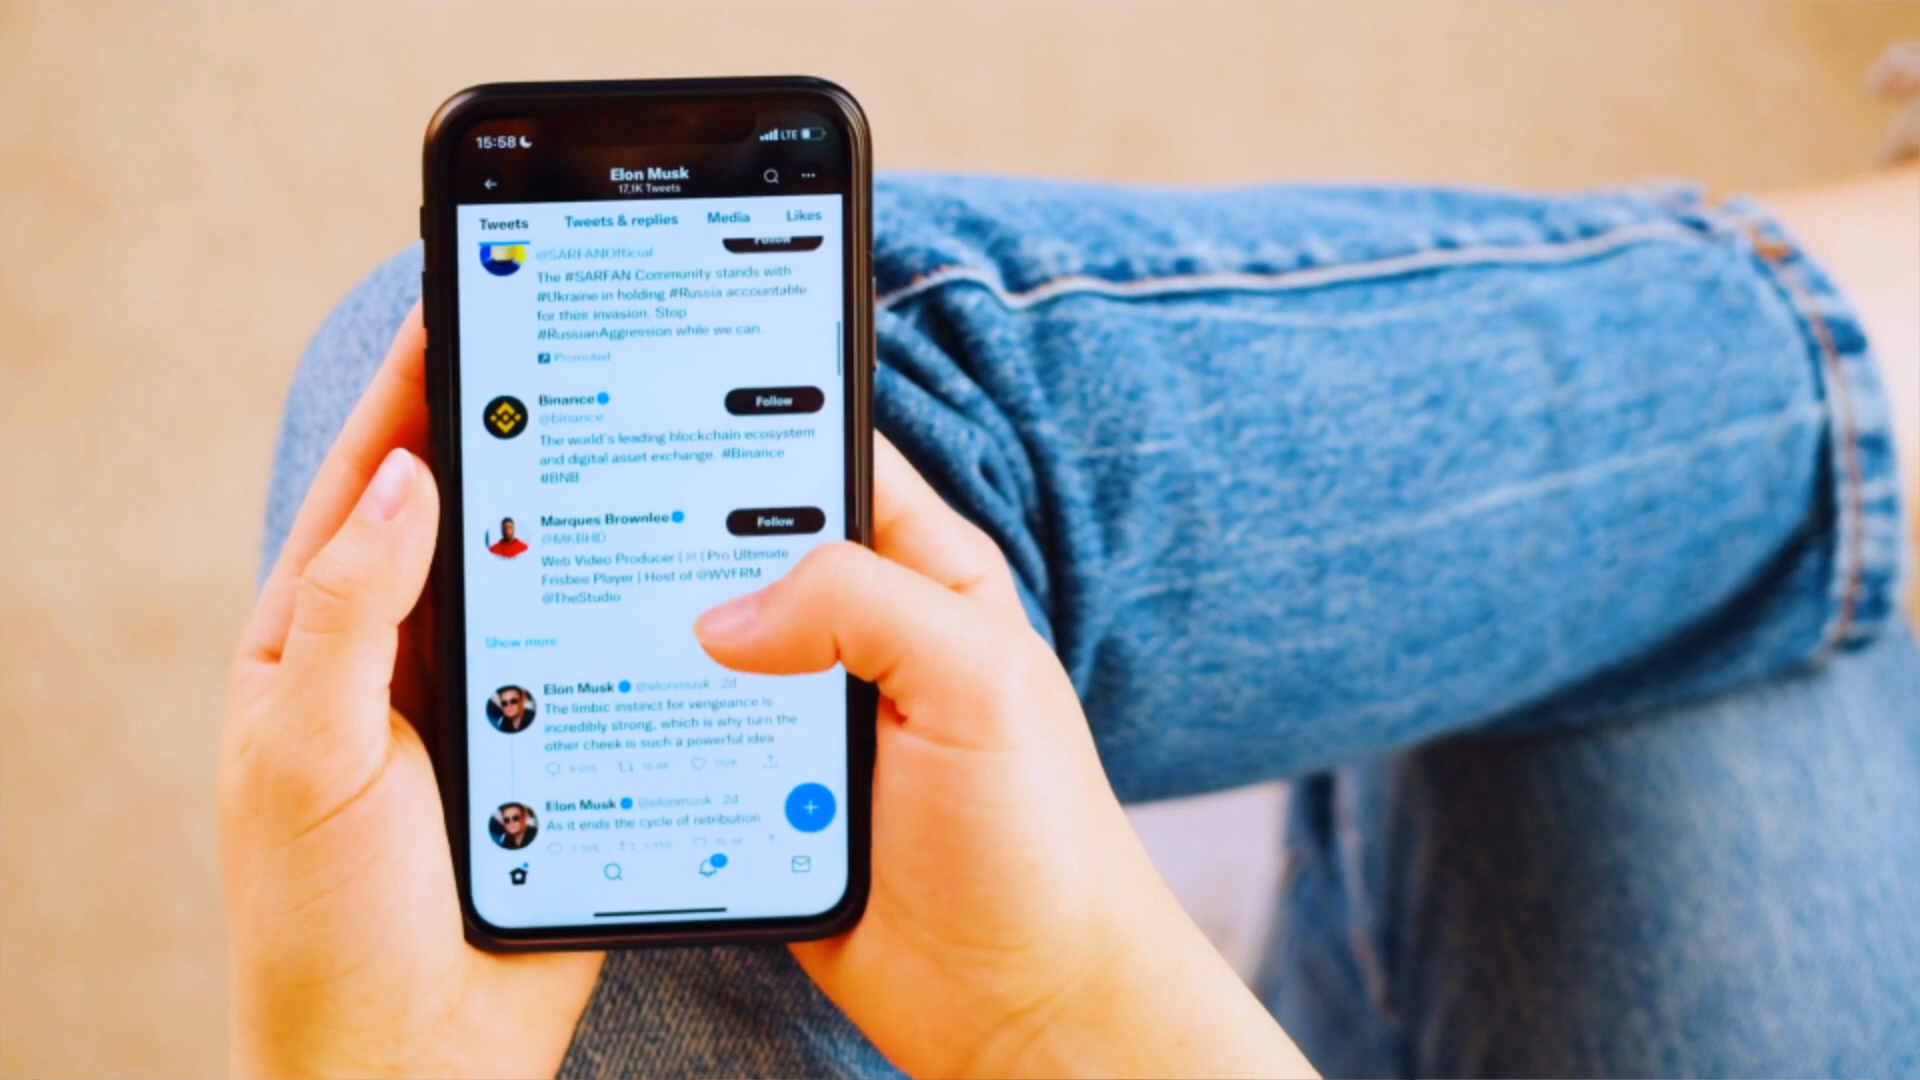 15:58
LTE
Elon Musk
17,1K Tweets
Tweets Tweets & replies Media Likes
@SARFANOfficial
Follow
The #SARFAN Community stands with
#Ukraine in holding #Russia accountable
for their invasion. Stop
#RussianAggression while we can.
Promoted
Binance
Follow
@binance
The world's leading blockchain ecosystem
and digital asset exchange. #Binance
#BNB
Marques Brownlee
Follow
@MKBHD
Web Video Producer | | Pro Ultimate
Frisbee Player | Host of @WVFRM
@TheStudio
Show more
Elon Musk @elonmusk · 2d
The limbic instinct for vengeance is
incredibly strong, which is why turn the
other cheek is such a powerful idea
152K
Elon Musk @elonmusk · 2d
As it ends the cycle of retribution